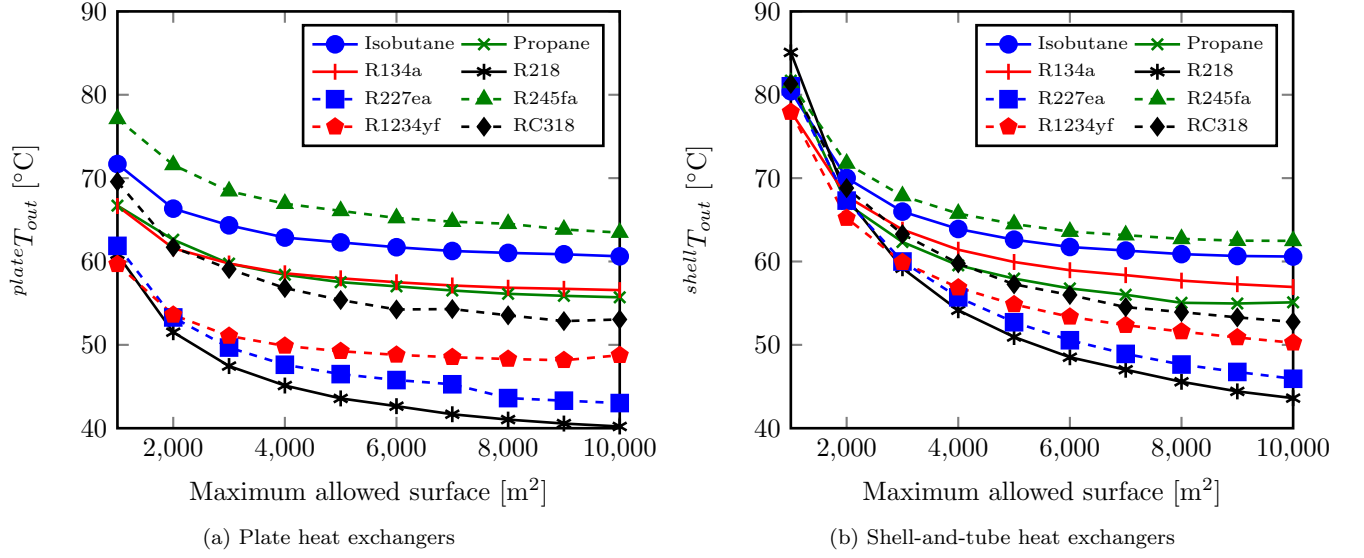 90
80
70
60
50
40
plateT_out [°C]
Isobutane Propane
R134a R218
R227ea R245fa
R1234yf RC318
2,000 4,000 6,000 8,000 10,000
Maximum allowed surface [m²]
(a) Plate heat exchangers
90
80
70
60
50
40
shellT_out [°C]
Isobutane Propane
R134a R218
R227ea R245fa
R1234yf RC318
2,000 4,000 6,000 8,000 10,000
Maximum allowed surface [m²]
(b) Shell-and-tube heat exchangers